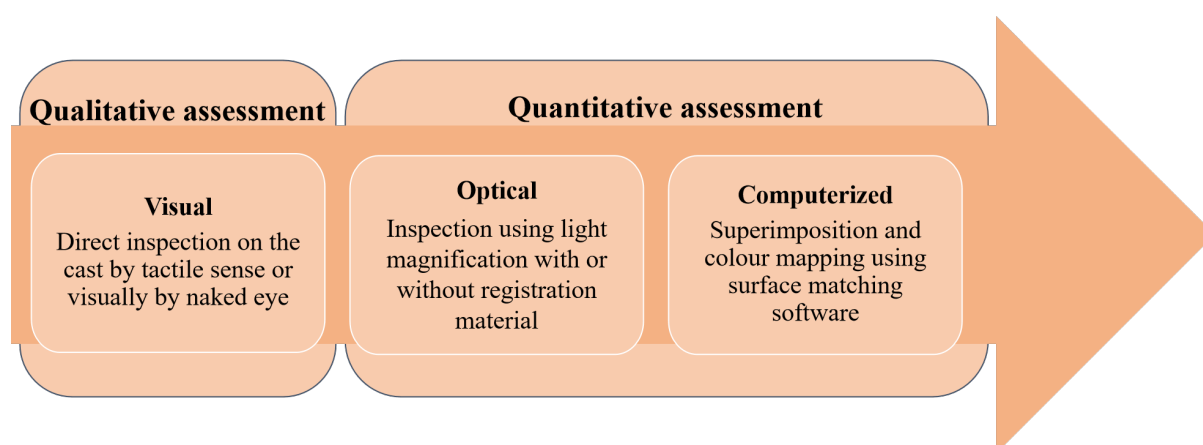 Qualitative assessment
Quantitative assessment
Visual
Direct inspection on the
cast by tactile sense or
visually by naked eye
Optical
Inspection using light
magnification with or
without registration
material
Computerized
Superimposition and
colour mapping using
surface matching
software